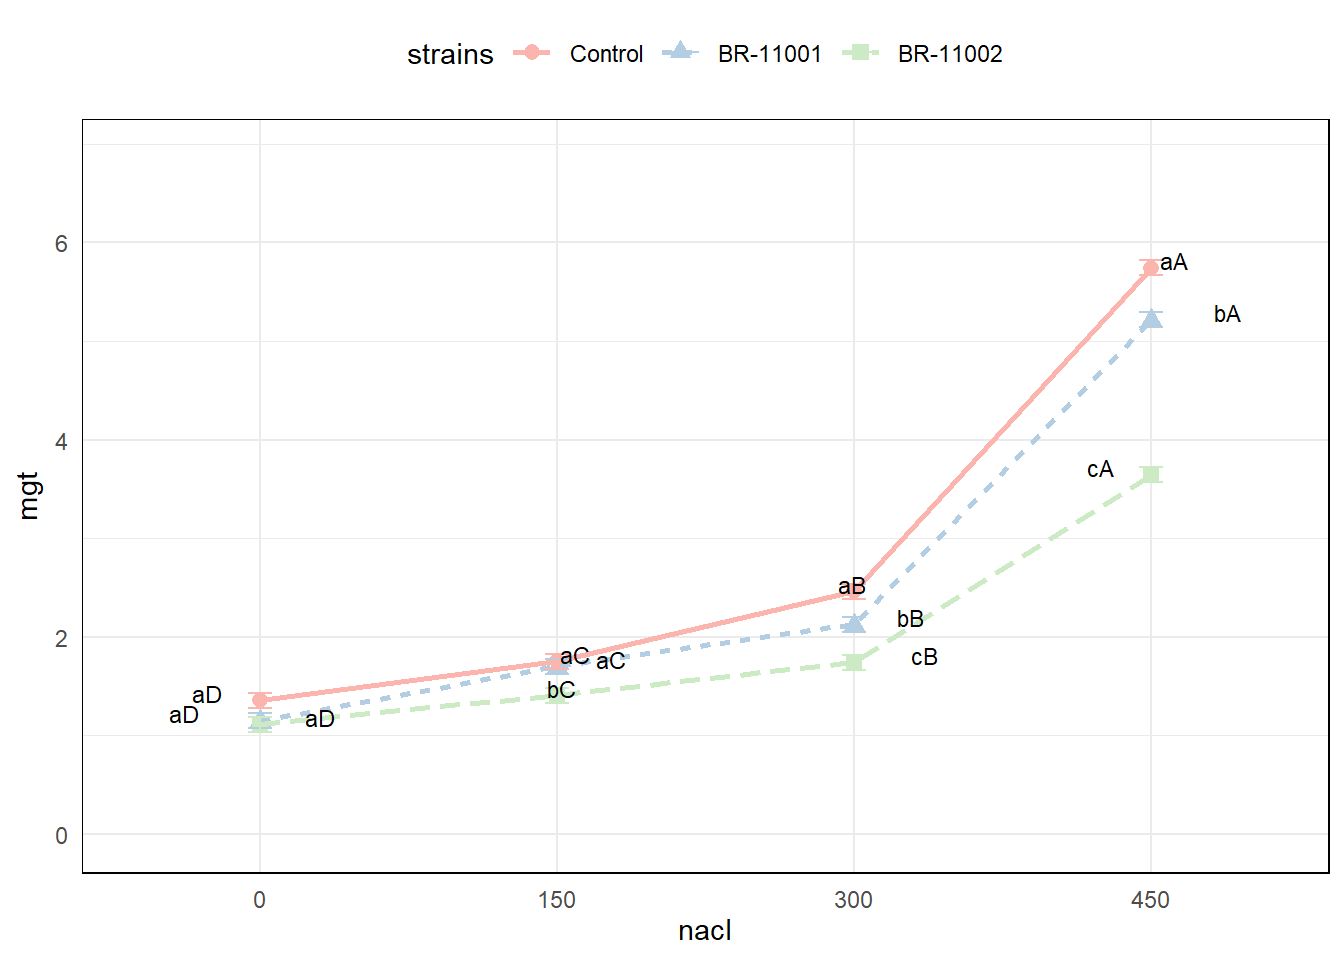 strains Control BR-11001 BR-11002
6
aA
bA
4
mgt
cA
aB
bB
2
aC aC
cB
bC
aD
aD
aD
0
0 150 300 450
nacl